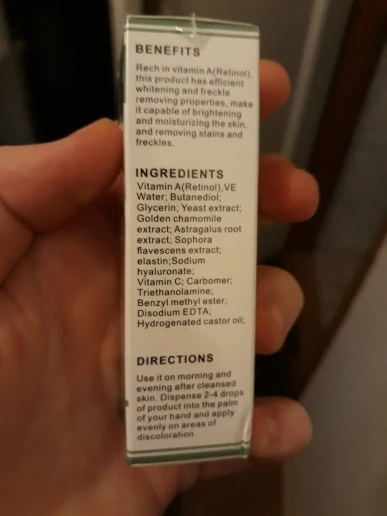 BENEFITS
Rech in vitamin A(Retinol),
this product has efficient
whitening and freckle
removing properties, make
it capable of brightening
and moisturizing the skin,
and removing stains and
freckles.
INGREDIENTS
Vitamin A(Retinol),VE
Water; Butanediol;
Glycerin; Yeast extract;
Golden chamomile
extract; Astragalus root
extract; Sophora
flavescens extract;
elastin;Sodium
hyaluronate;
Vitamin C; Carbomer;
Triethanolamine;
Benzyl methyl ester;
Disodium EDTA;
Hydrogenated castor oil;
DIRECTIONS
Use it on morning and
evening after cleansed
skin. Dispense 2-4 drops
of product into the palm
of your hand and apply
evenly on areas of
discoloration